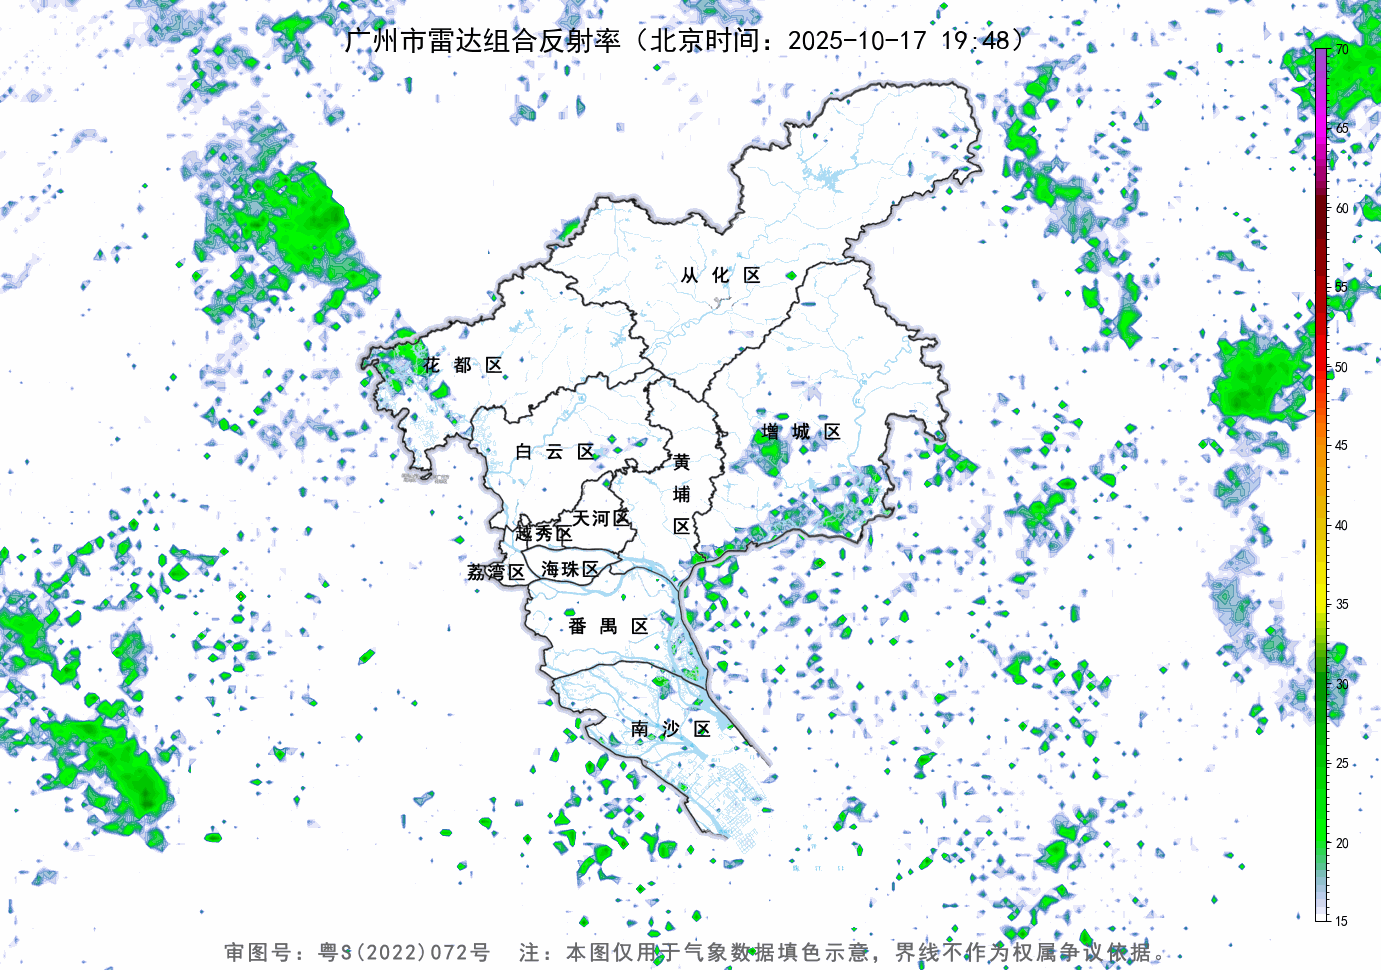 广州市雷达组合反射率（北京时间：2025-10-17 19:48）
70
65
60
55
50
45
40
35
30
25
20
15
从化区
花都区
增城区
白云区
黄埔区
天河区
越秀区
海珠区
荔湾区
番禺区
南沙区
审图号：粤S(2022)072号 注：本图仅用于气象数据填色示意，界线不作为权属争议依据。